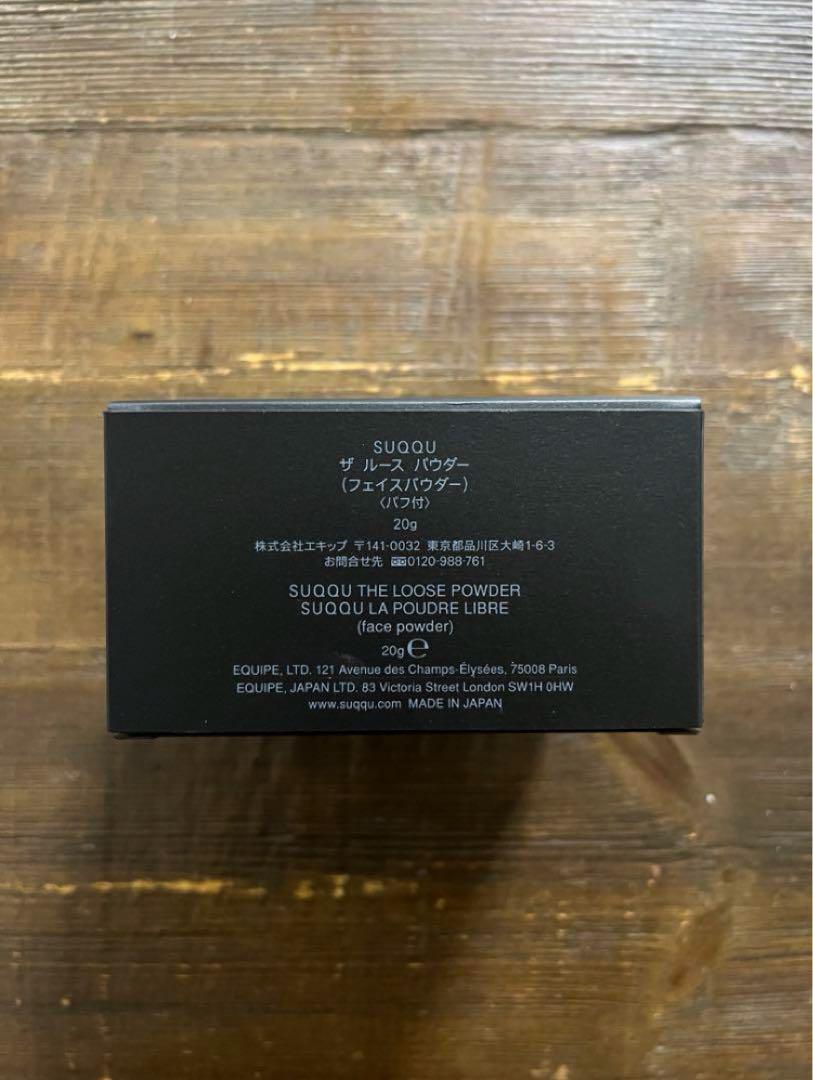 SUQQU
ザ ルース パウダー
(フェイスパウダー)
〈パフ付〉
20g
株式会社エキップ 〒141-0032 東京都品川区大崎1-6-3
お問合せ先 0120-988-761
SUQQU THE LOOSE POWDER
SUQQU LA POUDRE LIBRE
(face powder)
20g ℮
EQUIPE, LTD. 121 Avenue des Champs-Élysées, 75008 Paris
EQUIPE, JAPAN LTD. 83 Victoria Street London SW1H 0HW
www.suqqu.com MADE IN JAPAN